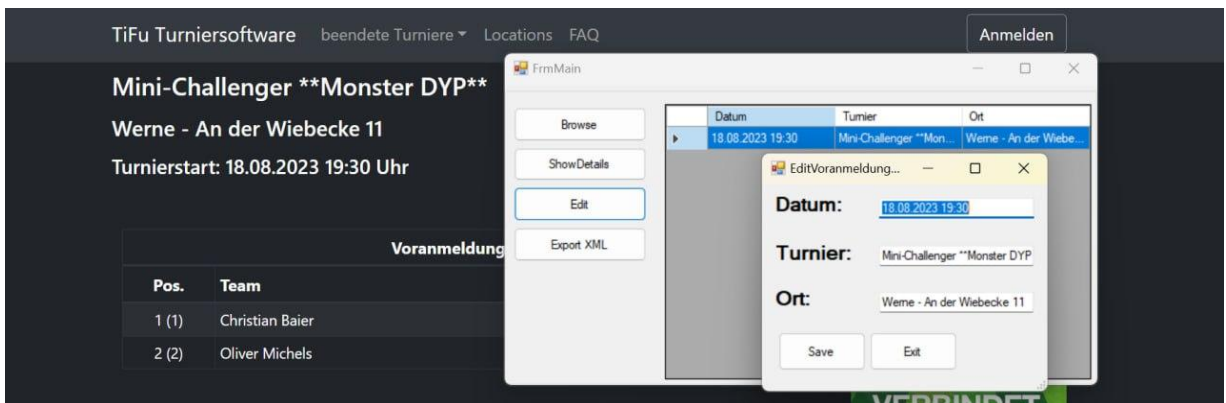 TiFu Turniersoftware beendete Turniere Locations FAQ Anmelden
Mini-Challenger **Monster DYP**
Werne - An der Wiebecke 11
Turnierstart: 18.08.2023 19:30 Uhr
Voranmeldung
Pos. Team
1 (1) Christian Baier
2 (2) Oliver Michels
FrmMain
Browse
ShowDetails
Edit
Export XML
Datum Turnier Ort
18.08.2023 19:30 Mini-Challenger **Mon... Werne - An der Wiebe...
EditVoranmeldung...
Datum: 18.08.2023 19:30
Turnier: Mini-Challenger **Monster DYP
Ort: Werne - An der Wiebecke 11
Save Exit
VERBINDET